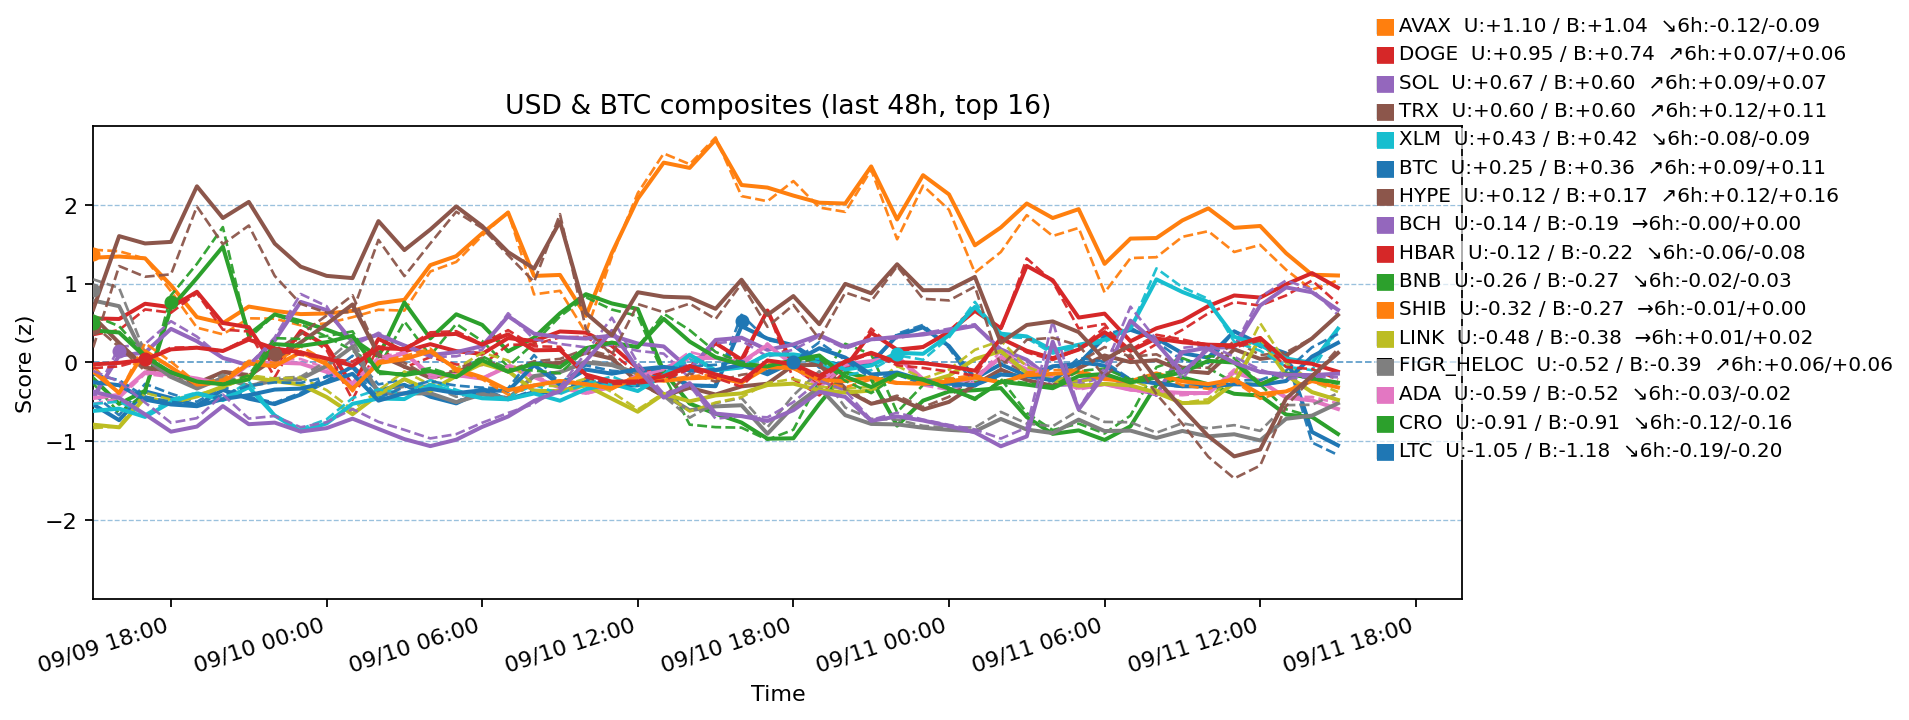 AVAX  U:+1.10 / B:+1.04  ↘6h:-0.12/-0.09
DOGE  U:+0.95 / B:+0.74  ↗6h:+0.07/+0.06
SOL  U:+0.67 / B:+0.60  ↗6h:+0.09/+0.07
TRX  U:+0.60 / B:+0.60  ↗6h:+0.12/+0.11
XLM  U:+0.43 / B:+0.42  ↘6h:-0.08/-0.09
BTC  U:+0.25 / B:+0.36  ↗6h:+0.09/+0.11
HYPE  U:+0.12 / B:+0.17  ↗6h:+0.12/+0.16
BCH  U:-0.14 / B:-0.19  →6h:-0.00/+0.00
HBAR  U:-0.12 / B:-0.22  ↘6h:-0.06/-0.08
BNB  U:-0.26 / B:-0.27  ↘6h:-0.02/-0.03
SHIB  U:-0.32 / B:-0.27  →6h:-0.01/+0.00
LINK  U:-0.48 / B:-0.38  →6h:+0.01/+0.02
FIGR_HELOC  U:-0.52 / B:-0.39  ↗6h:+0.06/+0.06
ADA  U:-0.59 / B:-0.52  ↘6h:-0.03/-0.02
CRO  U:-0.91 / B:-0.91  ↘6h:-0.12/-0.16
LTC  U:-1.05 / B:-1.18  ↘6h:-0.19/-0.20
USD & BTC composites (last 48h, top 16)
Score (z)
2
1
0
−1
−2
09/09 18:00
09/10 00:00
09/10 06:00
09/10 12:00
09/10 18:00
09/11 00:00
09/11 06:00
09/11 12:00
09/11 18:00
Time